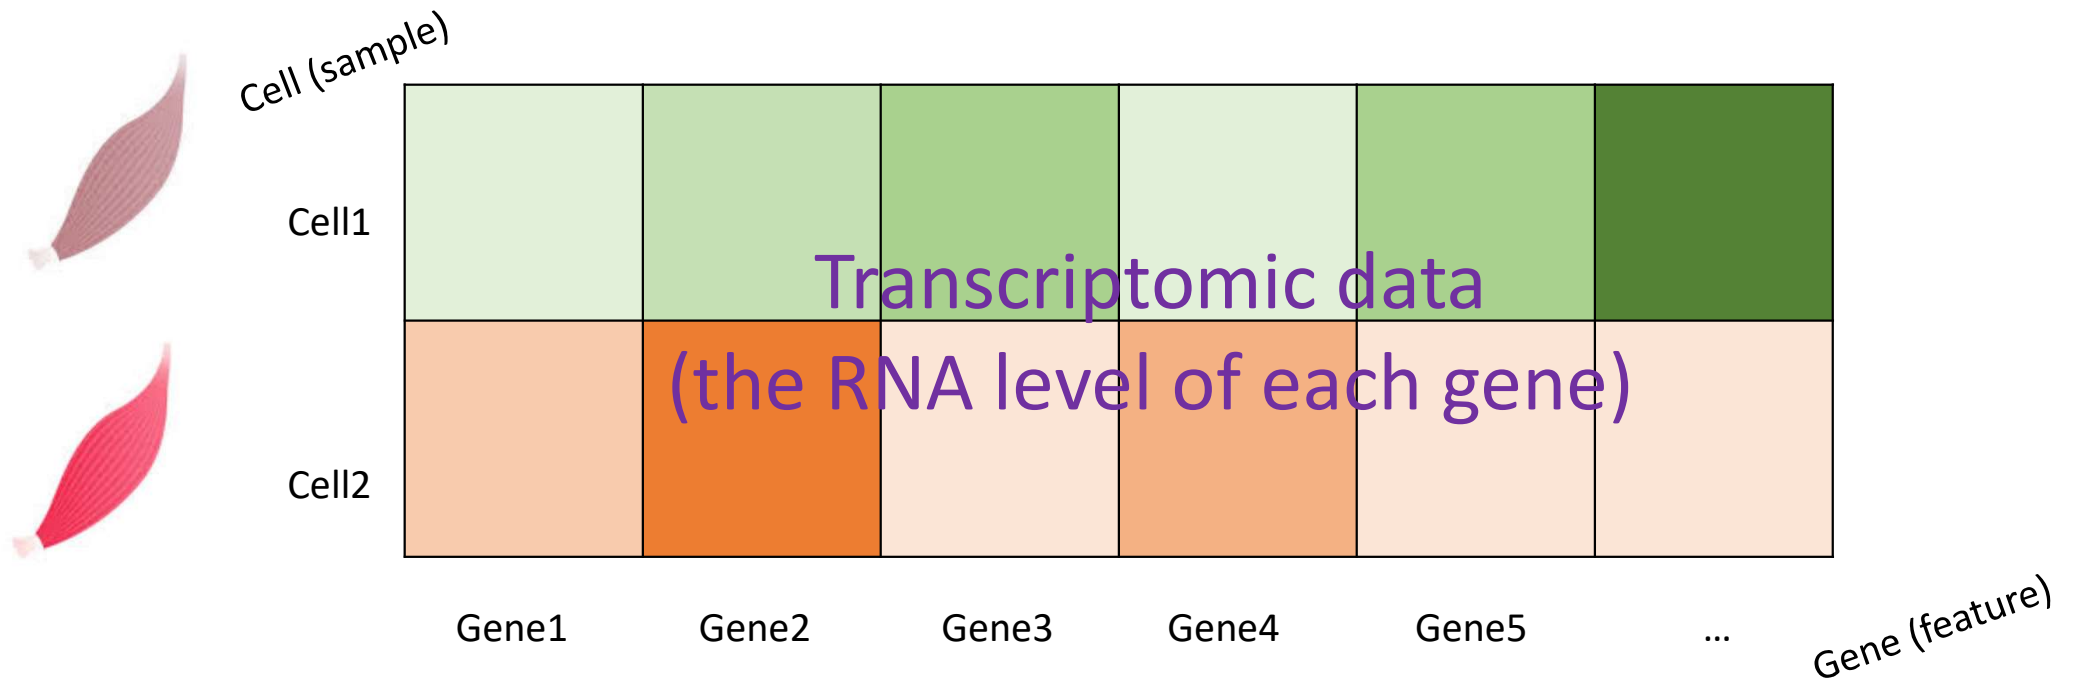 Cell (sample)
Cell1
Transcriptomic data
(the RNA level of each gene)
Cell2
Gene1 Gene2 Gene3 Gene4 Gene5 ...
Gene (feature)